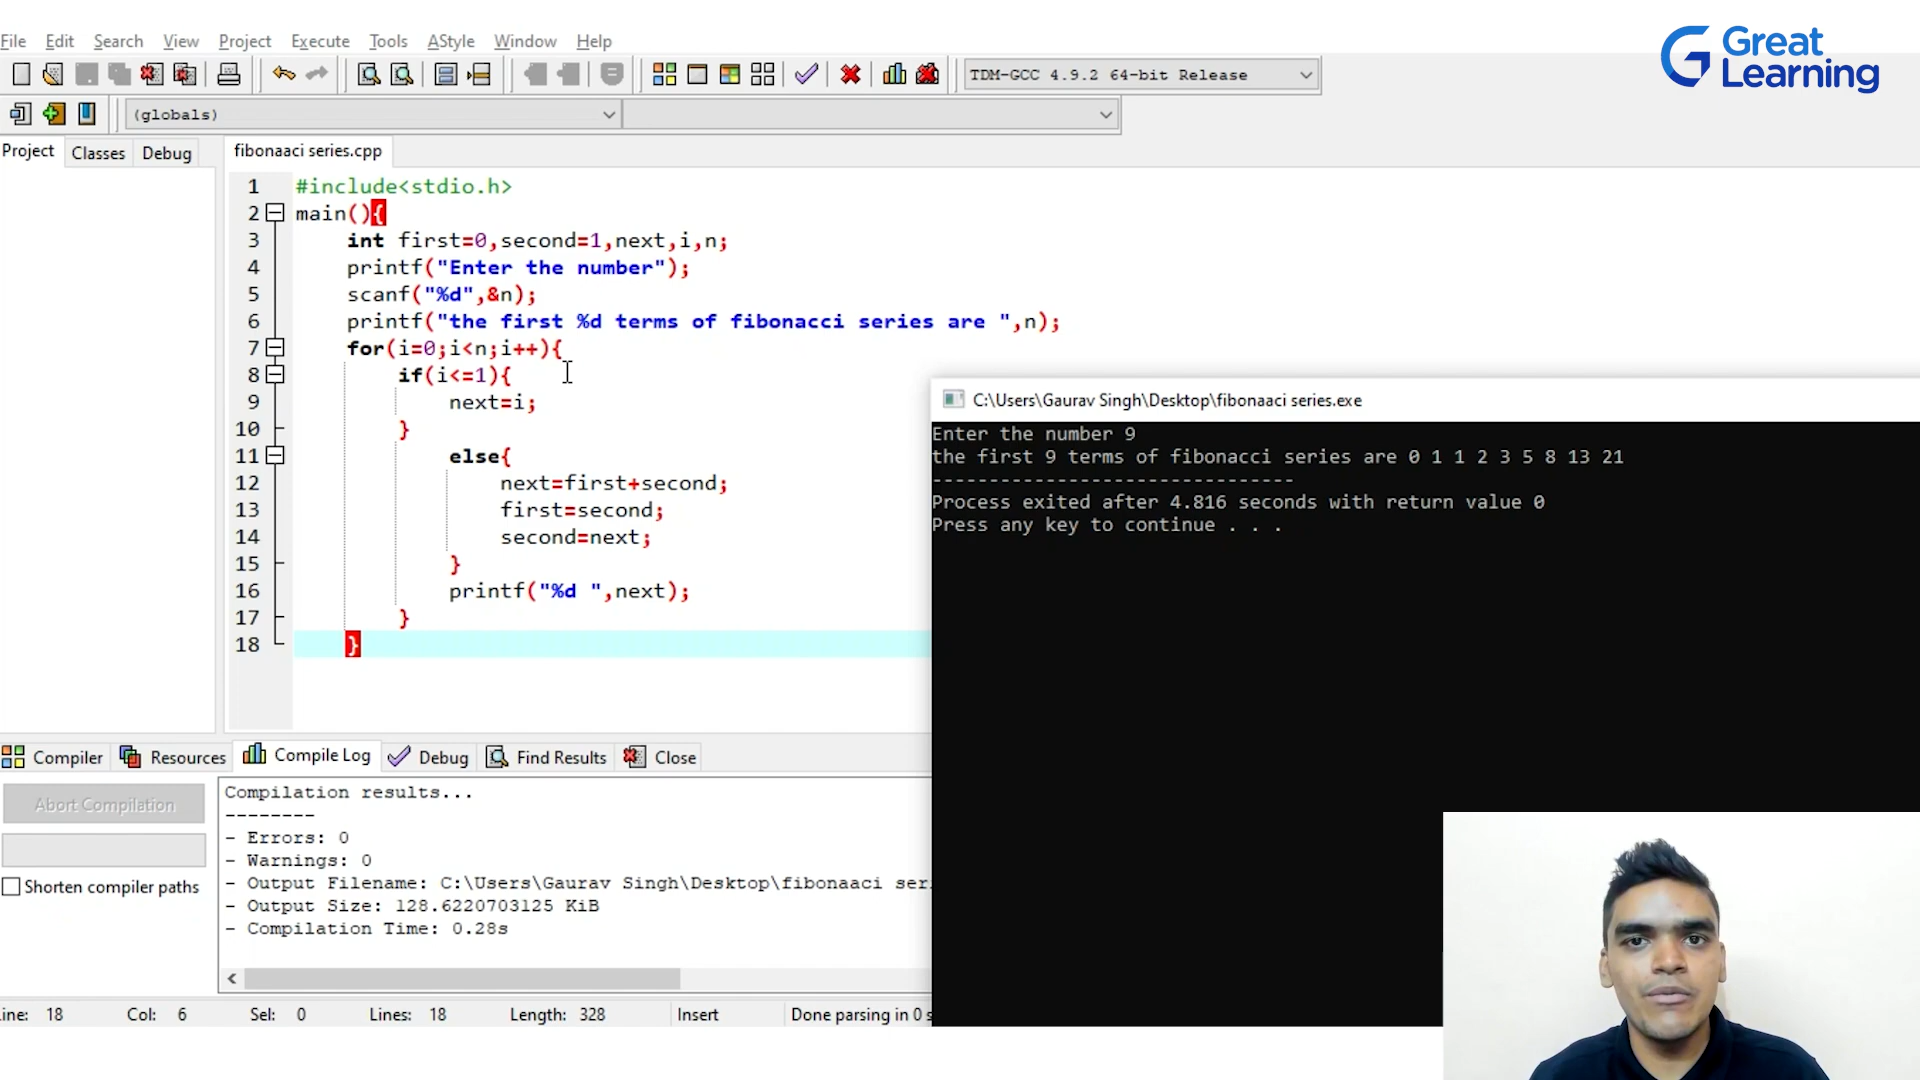 Great
Learning
File Edit Search View Project Execute Tools AStyle Window Help
TDM-GCC 4.9.2 64-bit Release
(globals)
Project Classes Debug
fibonaaci series.cpp
1 #include<stdio.h>
2 main(){
3 int first=0,second=1,next,i,n;
4 printf("Enter the number");
5 scanf("%d",&n);
6 printf("the first %d terms of fibonacci series are ",n);
7 for(i=0;i<n;i++){
8 if(i<=1){
9 next=i;
10 }
11 else{
12 next=first+second;
13 first=second;
14 second=next;
15 }
16 printf("%d ",next);
17 }
18 }
C:\Users\Gaurav Singh\Desktop\fibonaaci series.exe
Enter the number 9
the first 9 terms of fibonacci series are 0 1 1 2 3 5 8 13 21
--------------------------------
Process exited after 4.816 seconds with return value 0
Press any key to continue . . .
Compiler Resources Compile Log Debug Find Results Close
Abort Compilation
Shorten compiler paths
Compilation results...
--------
- Errors: 0
- Warnings: 0
- Output Filename: C:\Users\Gaurav Singh\Desktop\fibonaaci seri
- Output Size: 128.6220703125 KiB
- Compilation Time: 0.28s
ine: 18 Col: 6 Sel: 0 Lines: 18 Length: 328 Insert Done parsing in 0 s